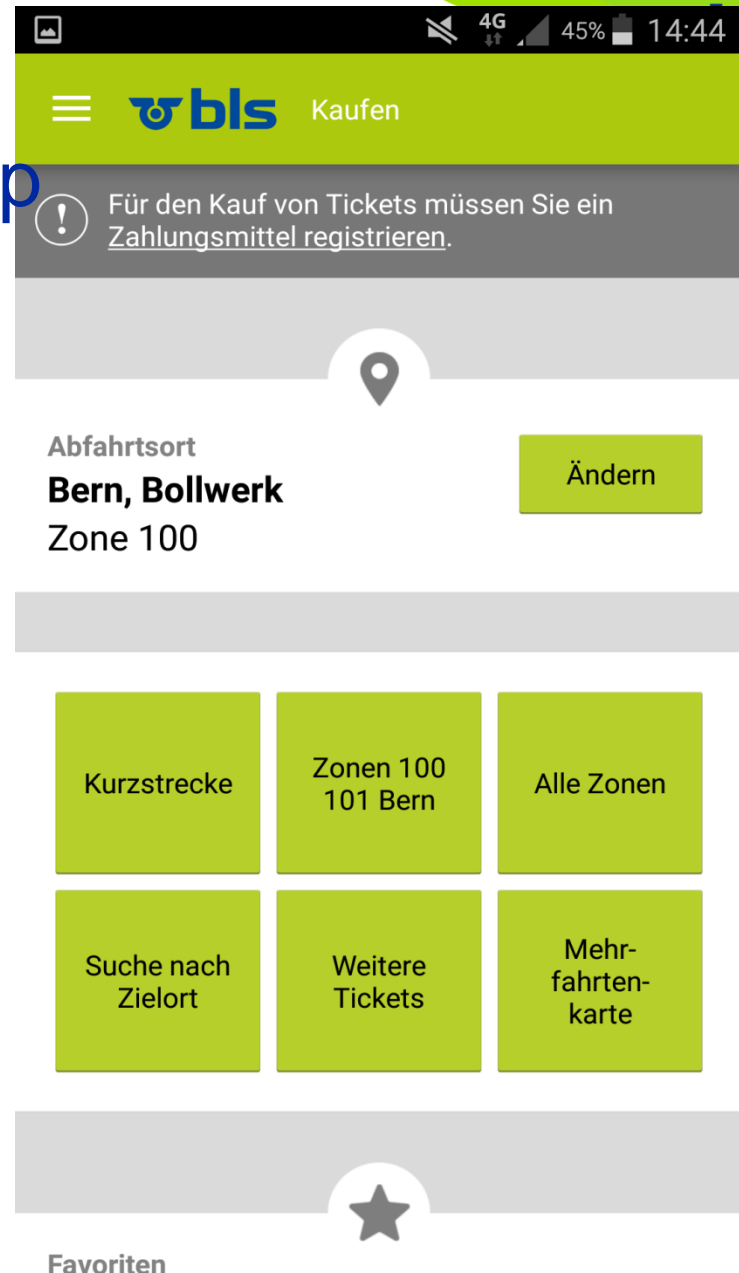 4G 45% 14:44
bls Kaufen
p
Für den Kauf von Tickets müssen Sie ein
Zahlungsmittel registrieren.
Abfahrtsort
Bern, Bollwerk
Zone 100
Ändern
Kurzstrecke
Zonen 100
101 Bern
Alle Zonen
Suche nach
Zielort
Weitere
Tickets
Mehr-
fahrten-
karte
Favoriten